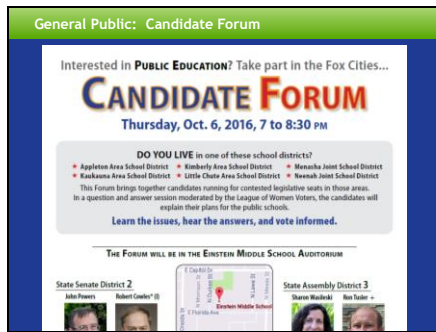 General Public: Candidate Forum
Interested in PUBLIC EDUCATION? Take part in the Fox Cities...
CANDIDATE FORUM
Thursday, Oct. 6, 2016, 7 to 8:30 PM
DO YOU LIVE in one of these school districts?
★ Appleton Area School District ★ Kimberly Area School District ★ Menasha Joint School District
★ Kaukauna Area School District ★ Little Chute Area School District ★ Neenah Joint School District
This Forum brings together candidates running for contested legislative seats in those areas.
In a question and answer session moderated by the League of Women Voters, the candidates will
explain their plans for the public schools.
Learn the issues, hear the answers, and vote informed.
THE FORUM WILL BE IN THE EINSTEIN MIDDLE SCHOOL AUDITORIUM
State Senate District 2
John Powers Robert Cowles* (I)
E Capitol Dr
Einstein Middle School
E Florida Ave
State Assembly District 3
Sharon Wasileski Ron Tusler +